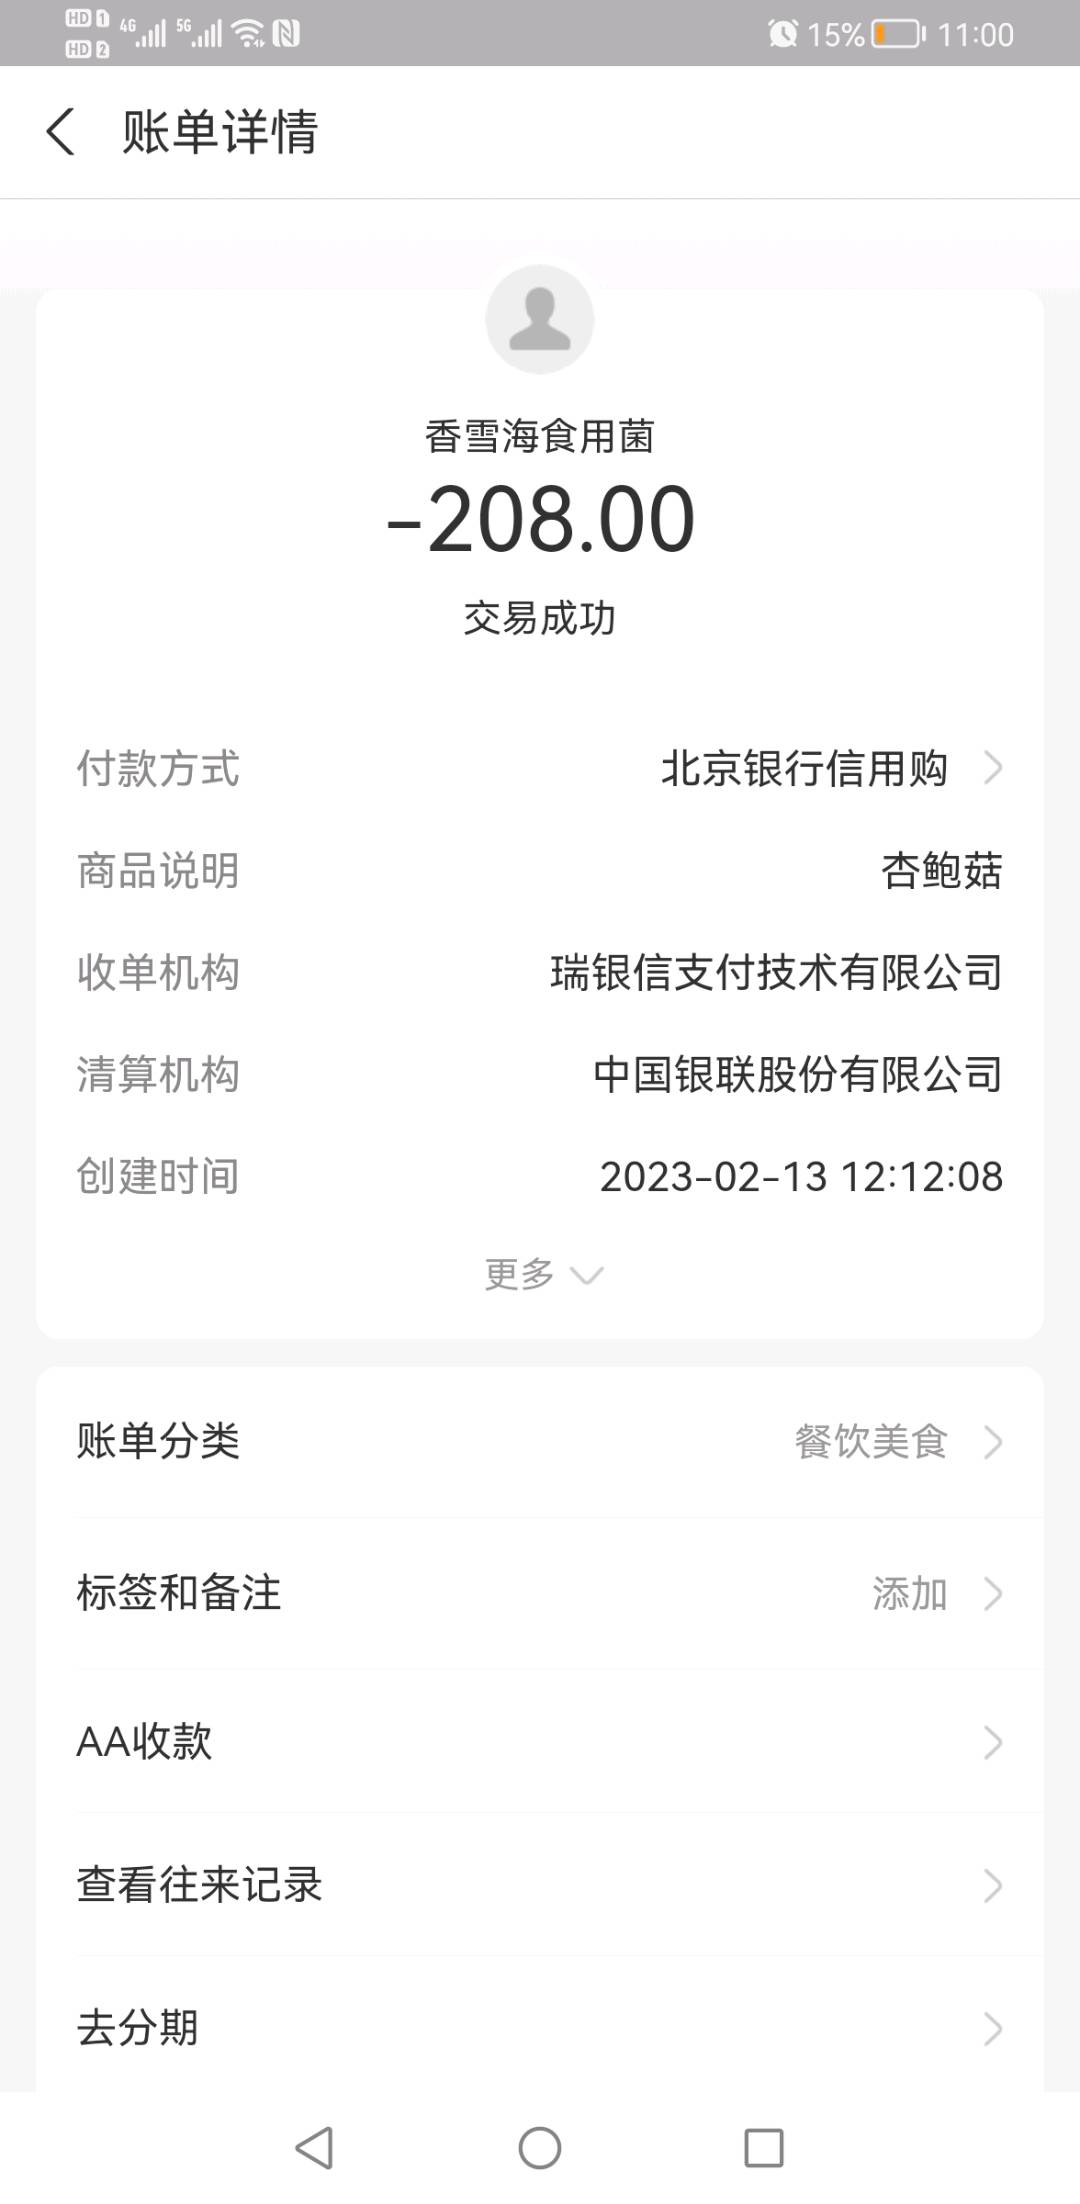 HD 1 4G 5G 15% 11:00
HD 2
账单详情
香雪海食用菌
-208.00
交易成功
付款方式 北京银行信用购
商品说明 杏鲍菇
收单机构 瑞银信支付技术有限公司
清算机构 中国银联股份有限公司
创建时间 2023-02-13 12:12:08
更多
账单分类 餐饮美食
标签和备注 添加
AA收款
查看往来记录
去分期